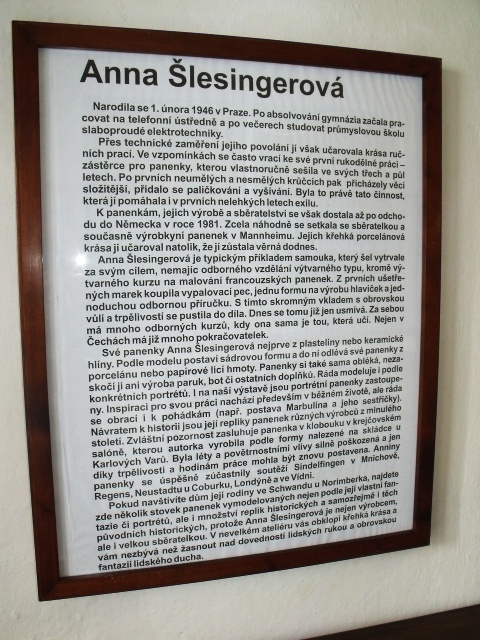 Anna Šlesingerová
Narodila se 1. února 1946 v Praze. Po absolvování gymnázia začala pra-
covat na telefonní ústředně a po večerech studovat průmyslovou školu
slaboproudé elektrotechniky.
Přes technické zaměření jejího povolání ji však učarovala krása ruč-
ních prací. Ve vzpomínkách se často vrací ke své první rukodělné práci –
zástěrce pro panenky, kterou vlastnoručně sešila ve svých třech a půl
letech. Po prvních neumělých a nesmělých krůčcích pak přicházely věci
složitější, přidalo se paličkování a vyšívání. Byla to právě tato činnost,
která jí pomáhala i v prvních nelehkých letech exilu.
K panenkám, jejich výrobě a sběratelství se však dostala až po odcho-
du do Německa v roce 1981. Zcela náhodně se setkala se sběratelkou a
současně výrobkyní panenek v Mannheimu. Jejich křehká porcelánová
krása jí učaroval natolik, že jí zůstala věrná dodnes.
Anna Šlesingerová je typickým příkladem samouka, který šel vytrvale
za svým cílem, nemajíc odborného vzdělání výtvarného typu, kromě vý-
tvarného kurzu na malování francouzských panenek. Z prvních ušetře-
ných marek koupila vypalovací pec, jednu formu na výrobu hlaviček a jed-
noduchou odbornou příručku. S tímto skromným vkladem s obrovskou
vůlí a trpělivostí se pustila do díla. Dnes se tomu již jen usmívá. Za sebou
má mnoho odborných kurzů, kdy ona sama je tou, která učí. Nejen v
Čechách má již mnoho pokračovatelek.
Své panenky Anna Šlesingerová nejprve z plastelíny nebo keramické
hlíny. Podle modelu postaví sádrovou formu a do ní odlévá své panenky z
porcelánu nebo papírové licí hmoty. Panenky si také sama obléká, neza-
skočí ji ani výroba paruk, bot či ostatních doplňků. Ráda modeluje i podle
konkrétních portrétů. I na naší výstavě jsou portrétní panenky zastoupe-
ny. Inspiraci pro svou práci nachází především v běžném životě, ale ráda
se obrací i k pohádkám (např. postava Marbulína a jeho sestřičky).
Návratem k historii jsou její repliky panenek různých výrobců z minulého
století. Zvláštní pozornost zasluhuje panenka v klobouku v krejčovském
salóně, kterou autorka vyrobila podle formy nalezené na skládce u
Karlových Varů. Byla léty a povětrnostními vlivy silně poškozená a jen
díky trpělivosti a hodinám práce mohla být znovu postavena. Anniny
panenky se úspěšně zúčastnily soutěží Sindelfingen v Mnichově,
Regens, Neustadtu u Coburku, Londýně a ve Vídni.
Pokud navštívíte dům její rodiny ve Schwandu u Norimberka, najdete
zde několik stovek panenek vymodelovaných nejen podle její vlastní fan-
tazie či portrétů, ale i množství replik historických a samozřejmě i těch
původních historických, protože Anna Šlesingerová je nejen výrobcem,
ale i velkou sběratelkou. V nevelkém ateliéru vás obklopí křehká krása a
vám nezbývá než žasnout nad dovedností lidských rukou a obrovskou
fantazií lidského ducha.